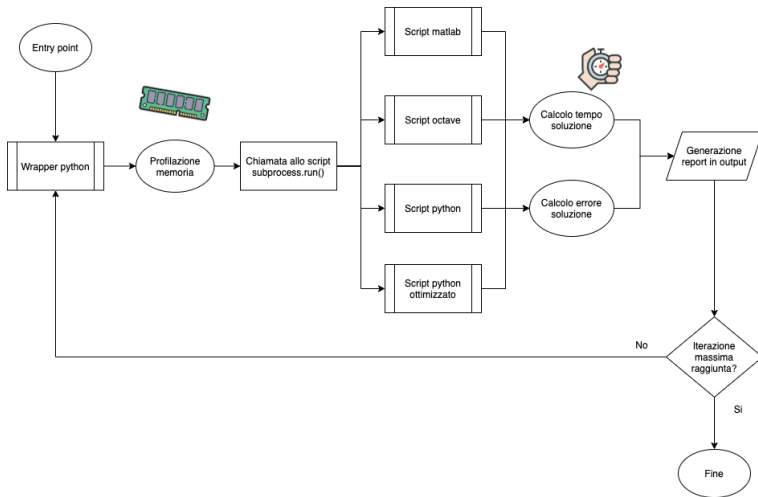 Entry point
Wrapper python
Profilazione
memoria
Chiamata allo script
subprocess.run()
Script matlab
Script octave
Script python
Script python
ottimizzato
Calcolo tempo
soluzione
Calcolo errore
soluzione
Generazione
report in output
Iterazione
massima
raggiunta?
No
Si
Fine